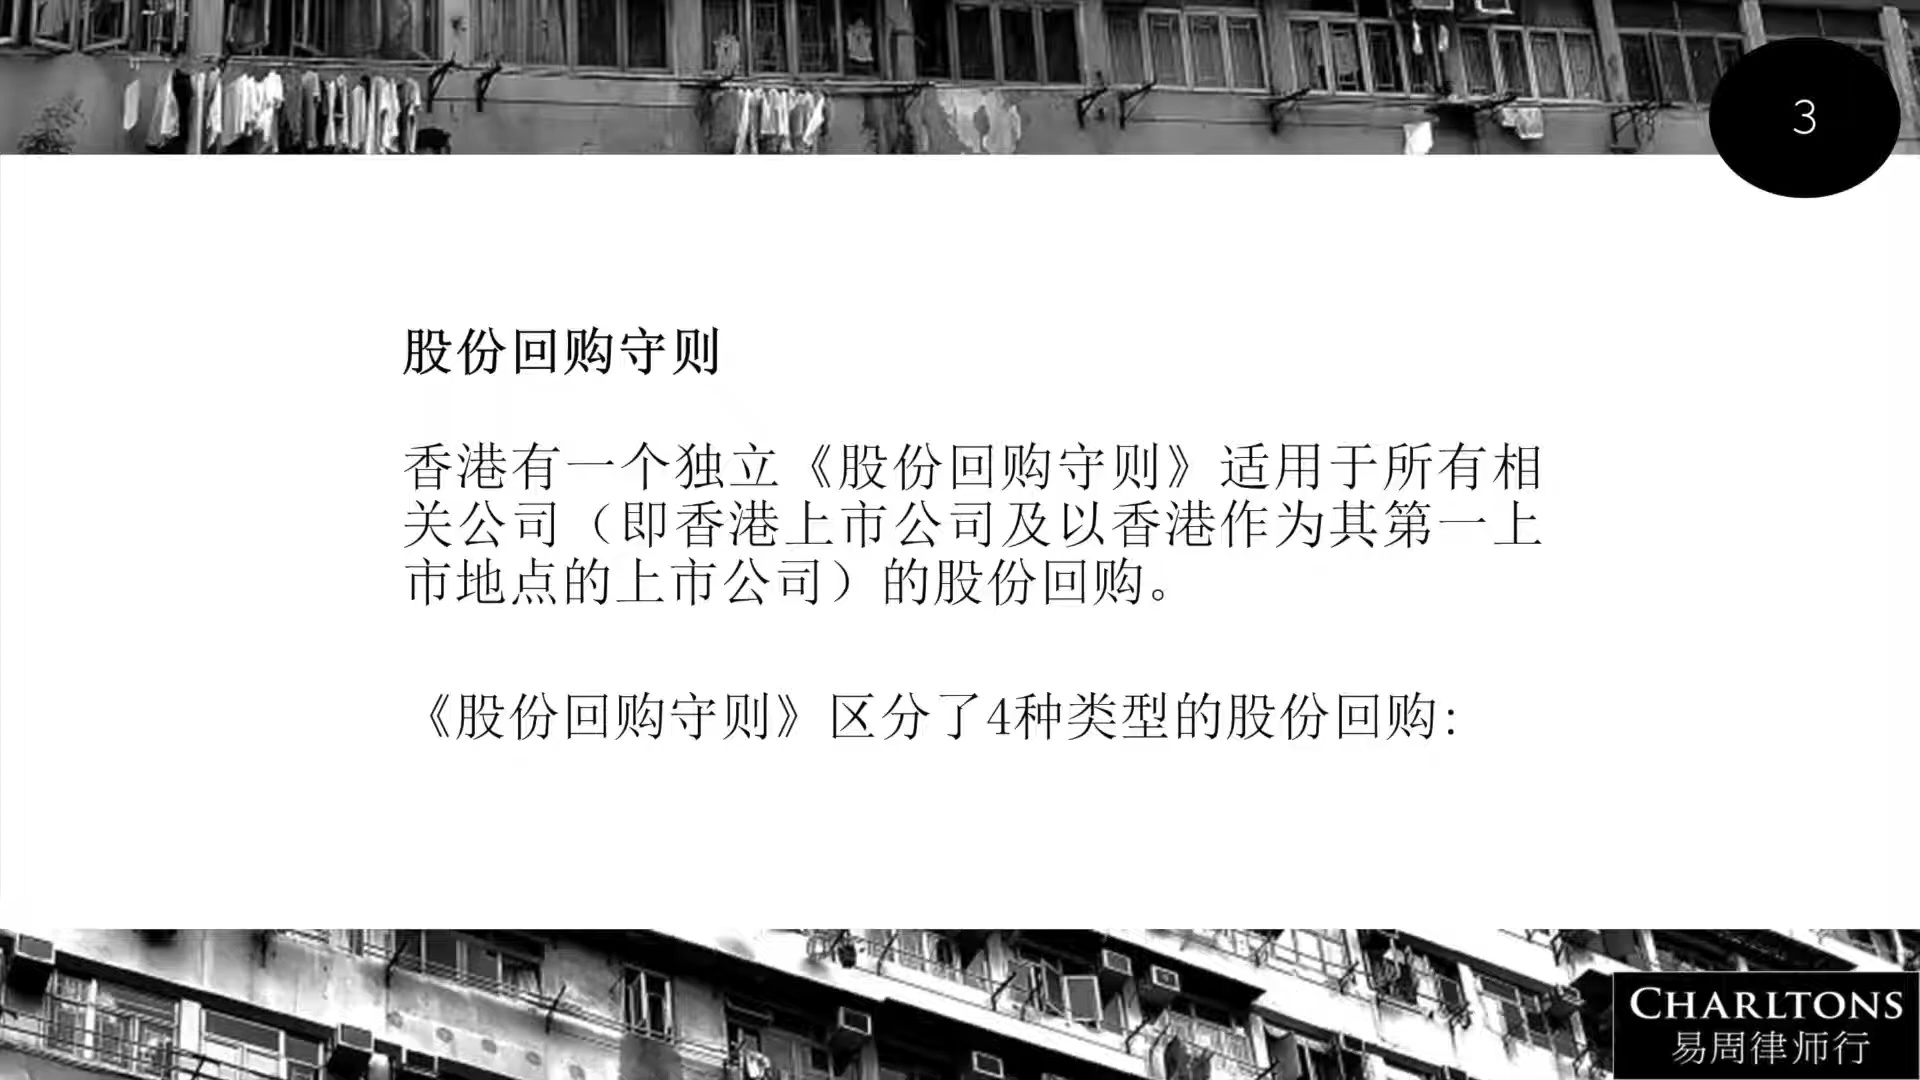 3
股份回购守则
香港有一个独立《股份回购守则》适用于所有相
关公司（即香港上市公司及以香港作为其第一上
市地点的上市公司）的股份回购。
《股份回购守则》区分了4种类型的股份回购:
CHARLTONS
易周律师行